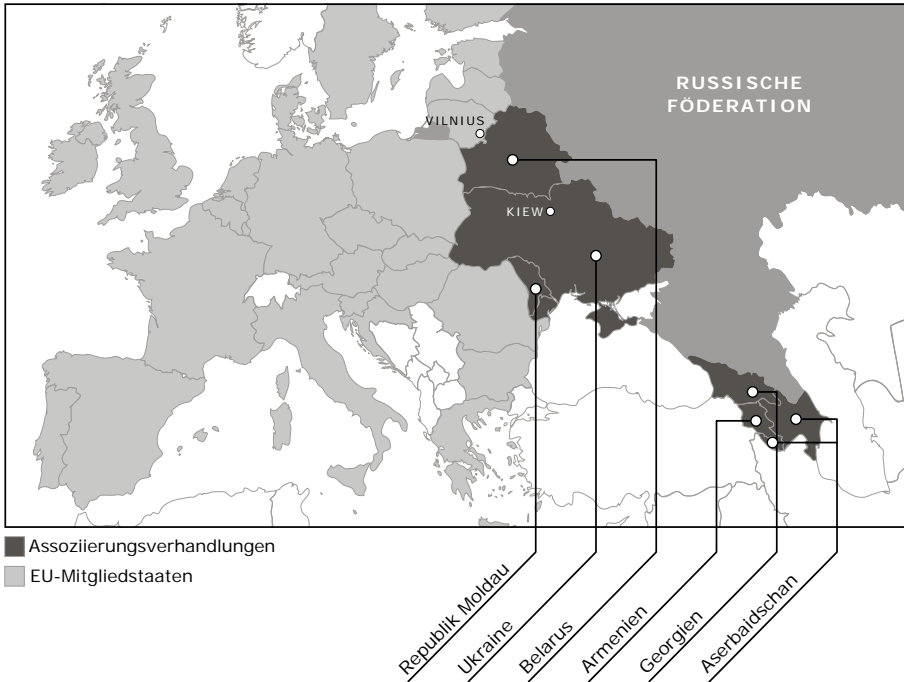 RUSSISCHE
FÖDERATION
VILNIUS
KIEW
Assoziierungsverhandlungen
EU-Mitgliedstaaten
Republik Moldau
Ukraine
Belarus
Armenien
Georgien
Aserbaidschan